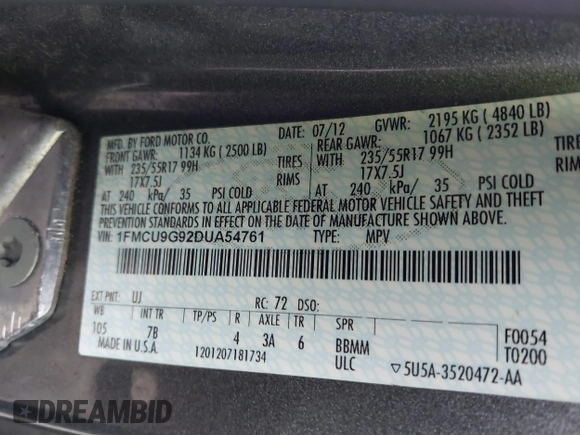 MFD. BY FORD MOTOR CO.
DATE: 07/12 GVWR: 2195 KG ( 4840 LB)
FRONT GAWR: 1134 KG ( 2500 LB) REAR GAWR: 1067 KG ( 2352 LB)
WITH 235/55R17 99H TIRES WITH 235/55R17 99H TIRES
17X7.5J RIMS 17X7.5J RIMS
AT 240 kPa/ 35 PSI COLD AT 240 kPa/ 35 PSI COLD
THIS VEHICLE CONFORMS TO ALL APPLICABLE FEDERAL MOTOR VEHICLE SAFETY AND THEFT
PREVENTION STANDARDS IN EFFECT ON THE DATE OF MANUFACTURE SHOWN ABOVE.
VIN: 1FMCU9G92DUA54761 TYPE: MPV
EXT PNT: UJ RC: 72 DSO:
WB INT TR TP/PS R AXLE TR SPR
105 7B 4 3A 6 BBMM
F0054
T0200
MADE IN U.S.A. 1201207181734 ULC ▽5U5A-3520472-AA
DREAMBID